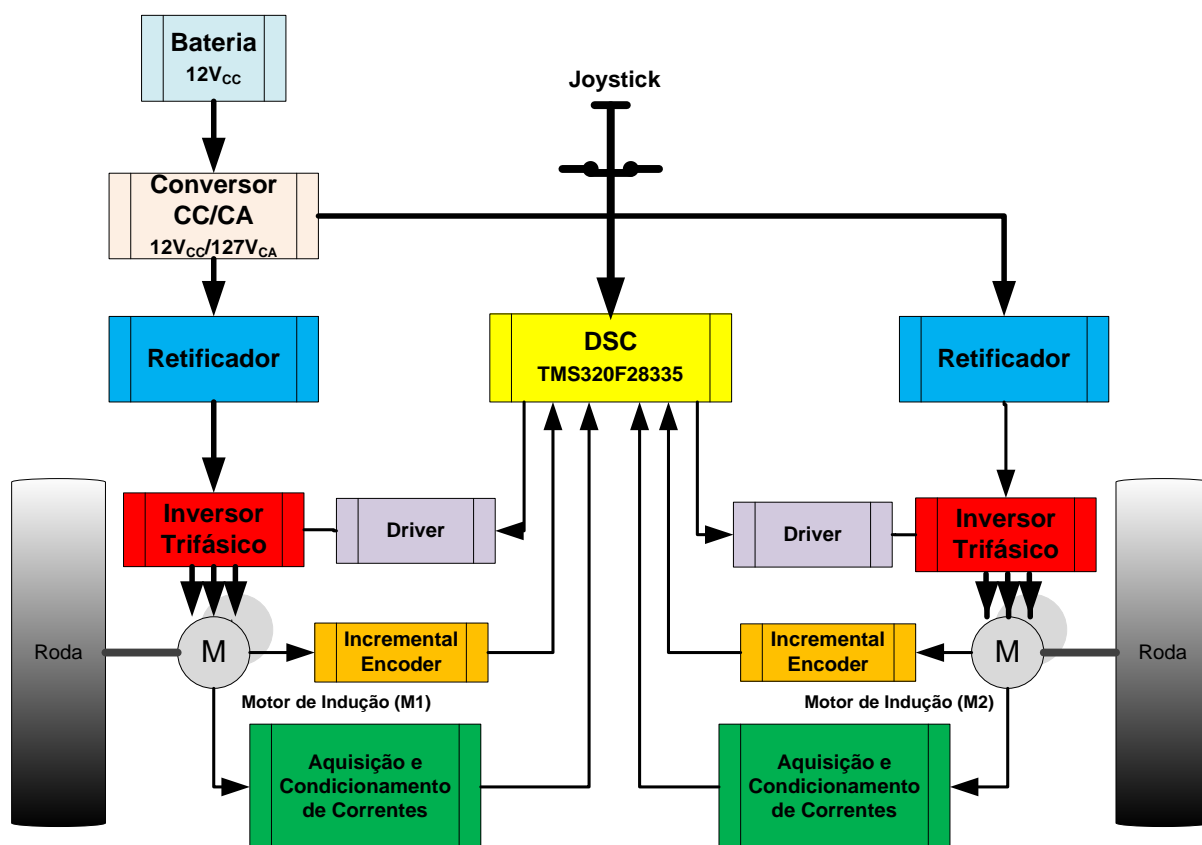 Bateria
12VCC
Joystick
Conversor
CC/CA
12VCC/127VCA
Retificador
DSC
TMS320F28335
Retificador
Inversor
Trifásico
Driver
Driver
Inversor
Trifásico
Roda
M
Incremental
Encoder
Incremental
Encoder
M
Roda
Motor de Indução (M1)
Motor de Indução (M2)
Aquisição e
Condicionamento
de Correntes
Aquisição e
Condicionamento
de Correntes